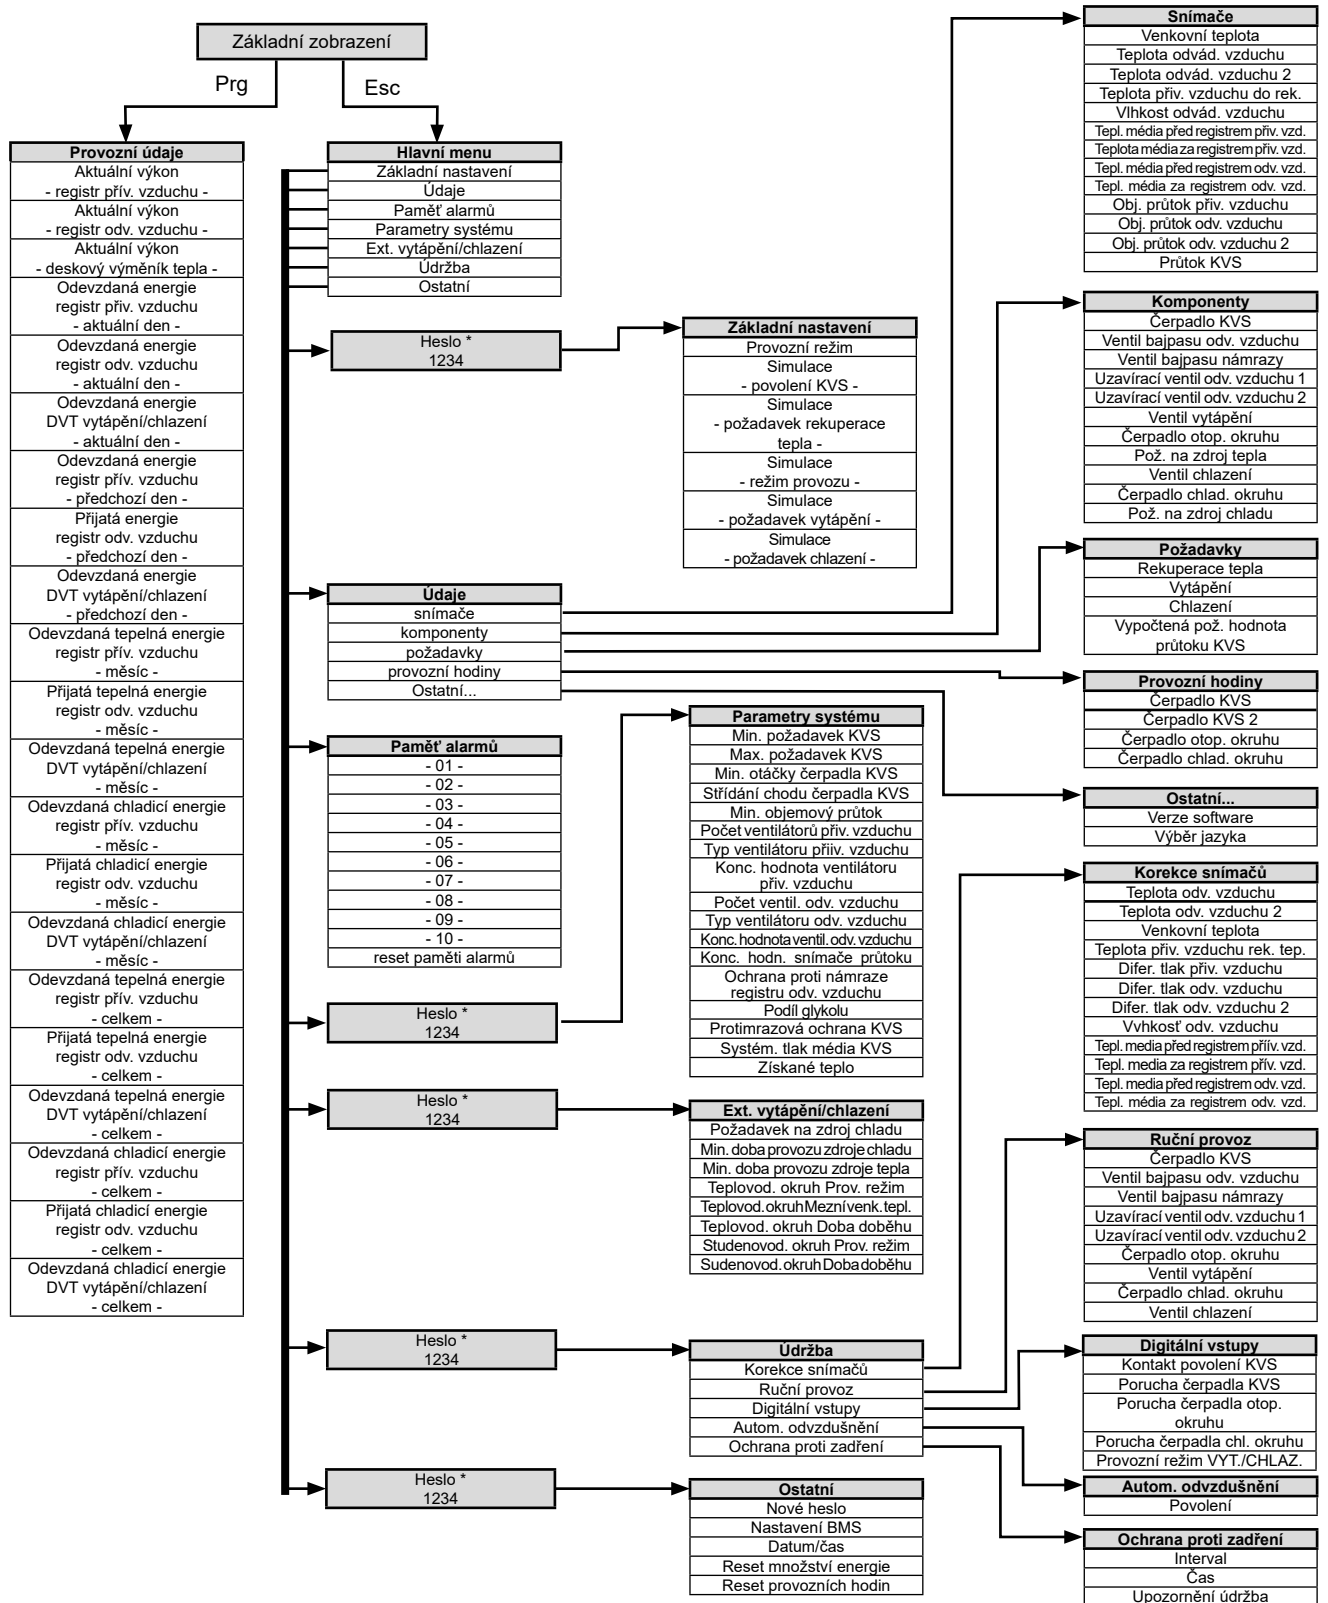 Základní zobrazení
Prg
Esc
Provozní údaje
Aktuální výkon
- registr přív. vzduchu -
Aktuální výkon
- registr odv. vzduchu -
Aktuální výkon
- deskový výměník tepla -
Odevzdaná energie
registr přiv. vzduchu
- aktuální den -
Odevzdaná energie
registr odv. vzduchu
- aktuální den -
Odevzdaná energie
DVT vytápění/chlazení
- aktuální den -
Odevzdaná energie
registr přív. vzduchu
- předchozí den -
Přijatá energie
registr odv. vzduchu
- předchozí den -
Odevzdaná energie
DVT vytápění/chlazení
- předchozí den -
Odevzdaná tepelná energie
registr přív. vzduchu
- měsíc -
Přijatá tepelná energie
registr odv. vzduchu
- měsíc -
Odevzdaná tepelná energie
DVT vytápění/chlazení
- měsíc -
Odevzdaná chladicí energie
registr přív. vzduchu
- měsíc -
Přijatá chladicí energie
registr odv. vzduchu
- měsíc -
Odevzdaná chladicí energie
DVT vytápění/chlazení
- měsíc -
Odevzdaná tepelná energie
registr přív. vzduchu
- celkem -
Přijatá tepelná energie
registr odv. vzduchu
- celkem -
Odevzdaná tepelná energie
DVT vytápění/chlazení
- celkem -
Odevzdaná chladicí energie
registr přív. vzduchu
- celkem -
Přijatá chladicí energie
registr odv. vzduchu
- celkem -
Odevzdaná chladicí energie
DVT vytápění/chlazení
- celkem -
Hlavní menu
Základní nastavení
Údaje
Paměť alarmů
Parametry systému
Ext. vytápění/chlazení
Údržba
Ostatní
Heslo *
1234
Základní nastavení
Provozní režim
Simulace
- povolení KVS -
Simulace
- požadavek rekuperace
tepla -
Simulace
- režim provozu -
Simulace
- požadavek vytápění -
Simulace
- požadavek chlazení -
Údaje
snímače
komponenty
požadavky
provozní hodiny
Ostatní...
Paměť alarmů
- 01 -
- 02 -
- 03 -
- 04 -
- 05 -
- 06 -
- 07 -
- 08 -
- 09 -
- 10 -
reset paměti alarmů
Heslo *
1234
Parametry systému
Min. požadavek KVS
Max. požadavek KVS
Min. otáčky čerpadla KVS
Střídání chodu čerpadla KVS
Min. objemový průtok
Počet ventilátorů přiv. vzduchu
Typ ventilátoru přiiv. vzduchu
Konc. hodnota ventilátoru
přiv. vzduchu
Počet ventil. odv. vzduchu
Typ ventilátoru odv. vzduchu
Konc. hodnota ventil. odv. vzduchu
Konc. hodn. snímače průtoku
Ochrana proti námraze
registru odv. vzduchu
Podíl glykolu
Protimrazová ochrana KVS
Systém. tlak média KVS
Získané teplo
Heslo *
1234
Ext. vytápění/chlazení
Požadavek na zdroj chladu
Min. doba provozu zdroje chladu
Min. doba provozu zdroje tepla
Teplovod. okruh Prov. režim
Teplovod. okruh Mezní venk. tepl.
Teplovod. okruh Doba doběhu
Studenovod. okruh Prov. režim
Sudenovod. okruh Doba doběhu
Heslo *
1234
Údržba
Korekce snímačů
Ruční provoz
Digitální vstupy
Autom. odvzdušnění
Ochrana proti zadření
Heslo *
1234
Ostatní
Nové heslo
Nastavení BMS
Datum/čas
Reset množství energie
Reset provozních hodin
Snímače
Venkovní teplota
Teplota odvád. vzduchu
Teplota odvád. vzduchu 2
Teplota přiv. vzduchu do rek.
Vlhkost odvád. vzduchu
Tepl. média před registrem přiv. vzd.
Teplota média za registrem přiv. vzd.
Tepl. média před registrem odv. vzd.
Tepl. média za registrem odv. vzd.
Obj. průtok přiv. vzduchu
Obj. průtok odv. vzduchu
Obj. průtok odv. vzduchu 2
Průtok KVS
Komponenty
Čerpadlo KVS
Ventil bajpasu odv. vzduchu
Ventil bajpasu námrazy
Uzavírací ventil odv. vzduchu 1
Uzavírací ventil odv. vzduchu 2
Ventil vytápění
Čerpadlo otop. okruhu
Pož. na zdroj tepla
Ventil chlazení
Čerpadlo chlad. okruhu
Pož. na zdroj chladu
Požadavky
Rekuperace tepla
Vytápění
Chlazení
Vypočtená pož. hodnota
průtoku KVS
Provozní hodiny
Čerpadlo KVS
Čerpadlo KVS 2
Čerpadlo otop. okruhu
Čerpadlo chlad. okruhu
Ostatní...
Verze software
Výběr jazyka
Korekce snímačů
Teplota odv. vzduchu
Teplota odv. vzduchu 2
Venkovní teplota
Teplota přiv. vzduchu rek. tep.
Difer. tlak přiv. vzduchu
Difer. tlak odv. vzduchu
Difer. tlak odv. vzduchu 2
Vvhkosť odv. vzduchu
Tepl. media před registrem příív. vzd.
Tepl. media za registrem přív. vzd.
Tepl. media před registrem odv. vzd.
Tepl. média za registrem odv. vzd.
Ruční provoz
Čerpadlo KVS
Ventil bajpasu odv. vzduchu
Ventil bajpasu námrazy
Uzavírací ventil odv. vzduchu 1
Uzavírací ventil odv. vzduchu 2
Čerpadlo otop. okruhu
Ventil vytápění
Čerpadlo chlad. okruhu
Ventil chlazení
Digitální vstupy
Kontakt povolení KVS
Porucha čerpadla KVS
Porucha čerpadla otop.
okruhu
Porucha čerpadla chl. okruhu
Provozní režim VYT./CHLAZ.
Autom. odvzdušnění
Povolení
Ochrana proti zadření
Interval
Čas
Upozornění údržba